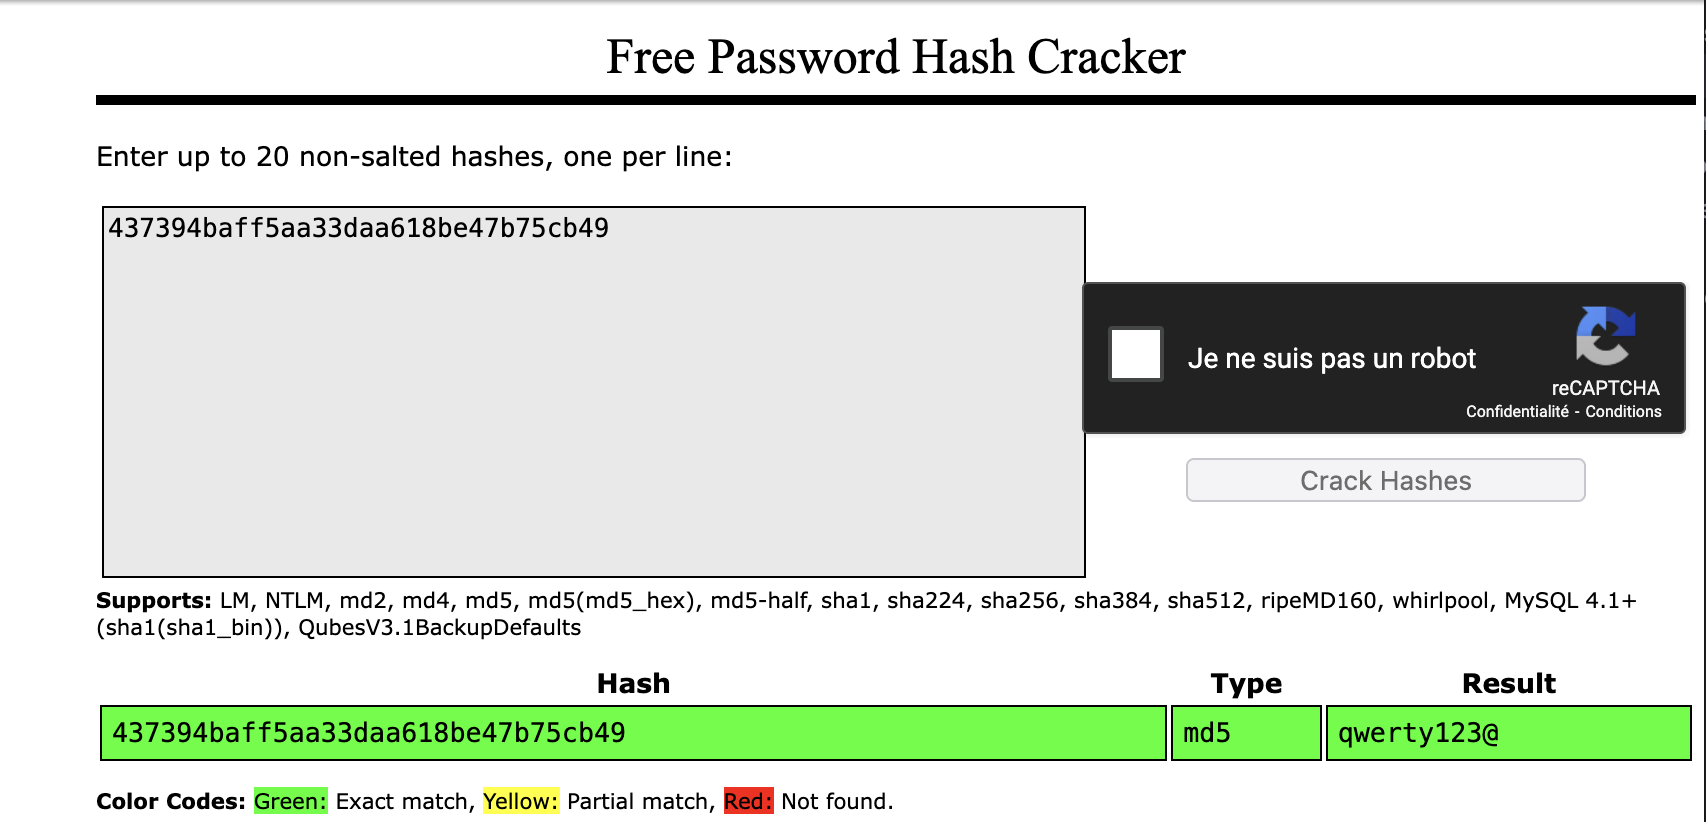 Free Password Hash Cracker
Enter up to 20 non-salted hashes, one per line:
437394baff5aa33daa618be47b75cb49
Je ne suis pas un robot
reCAPTCHA
Confidentialité - Conditions
Crack Hashes
Supports: LM, NTLM, md2, md4, md5, md5(md5_hex), md5-half, sha1, sha224, sha256, sha384, sha512, ripeMD160, whirlpool, MySQL 4.1+
(sha1(sha1_bin)), QubesV3.1BackupDefaults
Hash Type Result
437394baff5aa33daa618be47b75cb49 md5 qwerty123@
Color Codes: Green: Exact match, Yellow: Partial match, Red: Not found.